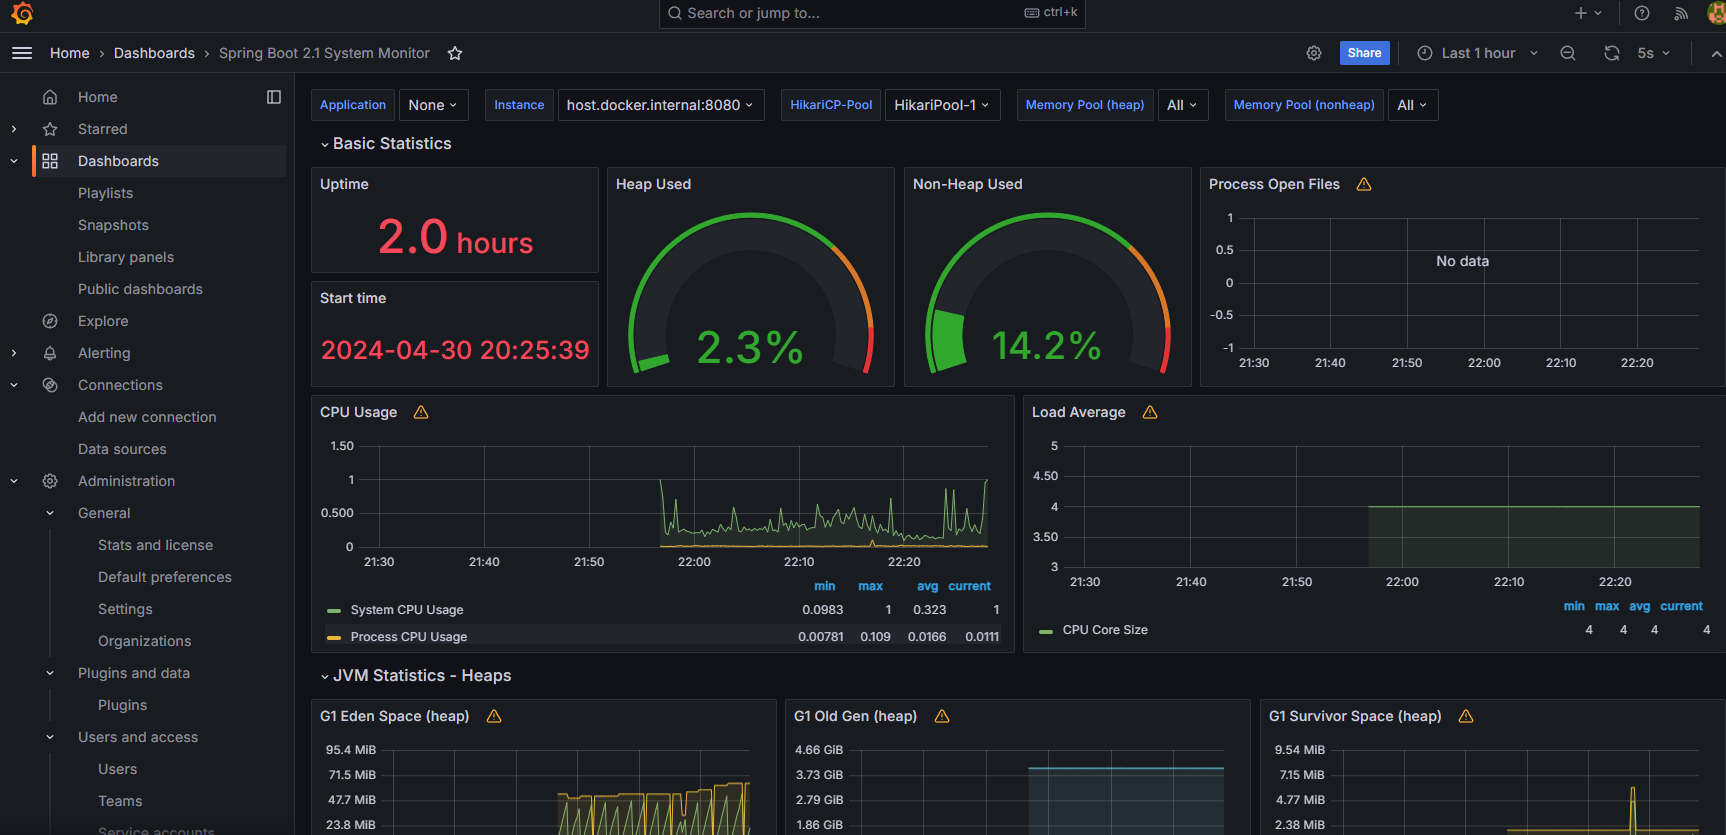 Search or jump to...
ctrl+k
Home › Dashboards › Spring Boot 2.1 System Monitor
Share
Last 1 hour
5s
Home
Starred
Dashboards
Playlists
Snapshots
Library panels
Public dashboards
Explore
Alerting
Connections
Add new connection
Data sources
Administration
General
Stats and license
Default preferences
Settings
Organizations
Plugins and data
Plugins
Users and access
Users
Teams
Service accounts
Application None Instance host.docker.internal:8080 HikariCP-Pool HikariPool-1 Memory Pool (heap) All Memory Pool (nonheap) All
Basic Statistics
Uptime
2.0 hours
Start time
2024-04-30 20:25:39
Heap Used
2.3%
Non-Heap Used
14.2%
Process Open Files
1
0.5
0
-0.5
-1
No data
21:30 21:40 21:50 22:00 22:10 22:20
CPU Usage
1.50
1
0.500
0
21:30 21:40 21:50 22:00 22:10 22:20
min max avg current
System CPU Usage 0.0983 1 0.323 1
Process CPU Usage 0.00781 0.109 0.0166 0.0111
Load Average
5
4.50
4
3.50
3
21:30 21:40 21:50 22:00 22:10 22:20
min max avg current
CPU Core Size 4 4 4 4
JVM Statistics - Heaps
G1 Eden Space (heap)
95.4 MiB
71.5 MiB
47.7 MiB
23.8 MiB
G1 Old Gen (heap)
4.66 GiB
3.73 GiB
2.79 GiB
1.86 GiB
G1 Survivor Space (heap)
9.54 MiB
7.15 MiB
4.77 MiB
2.38 MiB